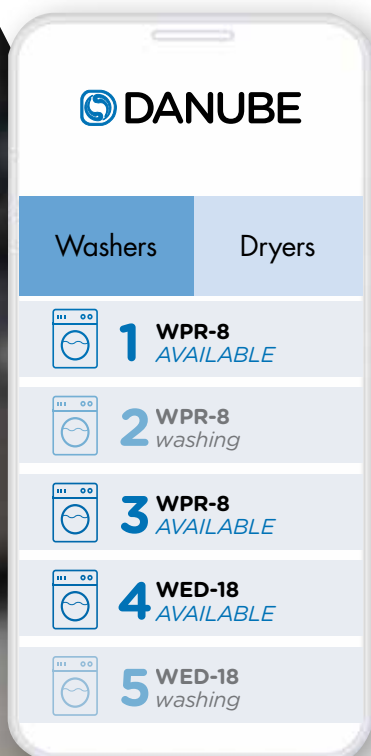 DANUBE
Washers Dryers
1 WPR-8
AVAILABLE
2 WPR-8
washing
3 WPR-8
AVAILABLE
4 WED-18
AVAILABLE
5 WED-18
washing